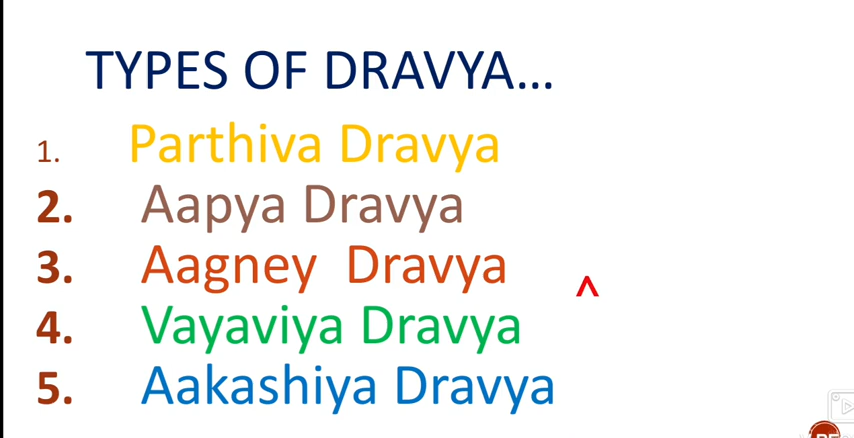 TYPES OF DRAVYA...
1. Parthiva Dravya
2. Aapya Dravya
3. Aagney Dravya
^
4. Vayaviya Dravya
5. Aakashiya Dravya